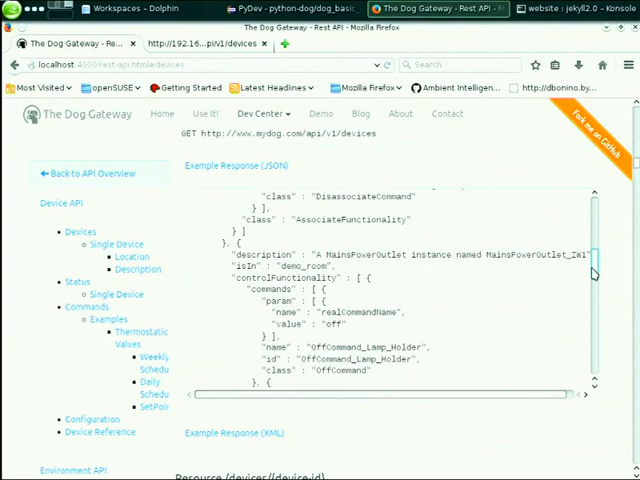 Workspaces – Dolphin
PyDev - python-dog/dog_basic_
The Dog Gateway - Rest API - M
website : jekyll2.0 – Konsole
The Dog Gateway - Rest API - Mozilla Firefox
The Dog Gateway - Rest API - ...
http://192.16...pi/v1/devices
localhost:4000/rest-api.html#devices
Search
Most Visited
openSUSE
Getting Started
Latest Headlines
Mozilla Firefox
Ambient Intelligen...
http://dbonino.by...
The Dog Gateway
Home
Use It!
Dev Center
Demo
Blog
About
Contact
Fork me on GitHub
GET http://www.mydog.com/api/v1/devices
Back to API Overview
Device API
Devices
Single Device
Location
Description
Status
Single Device
Commands
Examples
Thermostatic
Valves
Weekly
Schedu
Daily
Schedu
SetPoi
Configuration
Device Reference
Environment API
Example Response (JSON)
"class" : "DisassociateCommand"
} ],
"class" : "AssociateFunctionality"
} ]
}, {
"description" : "A MainsPowerOutlet instance named MainsPowerOutlet_ZW1"
"isIn" : "demo_room",
"controlFunctionality" : [ {
"commands" : [ {
"param" : [ {
"name" : "realCommandName",
"value" : "off"
} ],
"name" : "OffCommand_Lamp_Holder",
"id" : "OffCommand_Lamp_Holder",
"class" : "OffCommand"
}, {
Example Response (XML)
Resource /devices/{device-id}